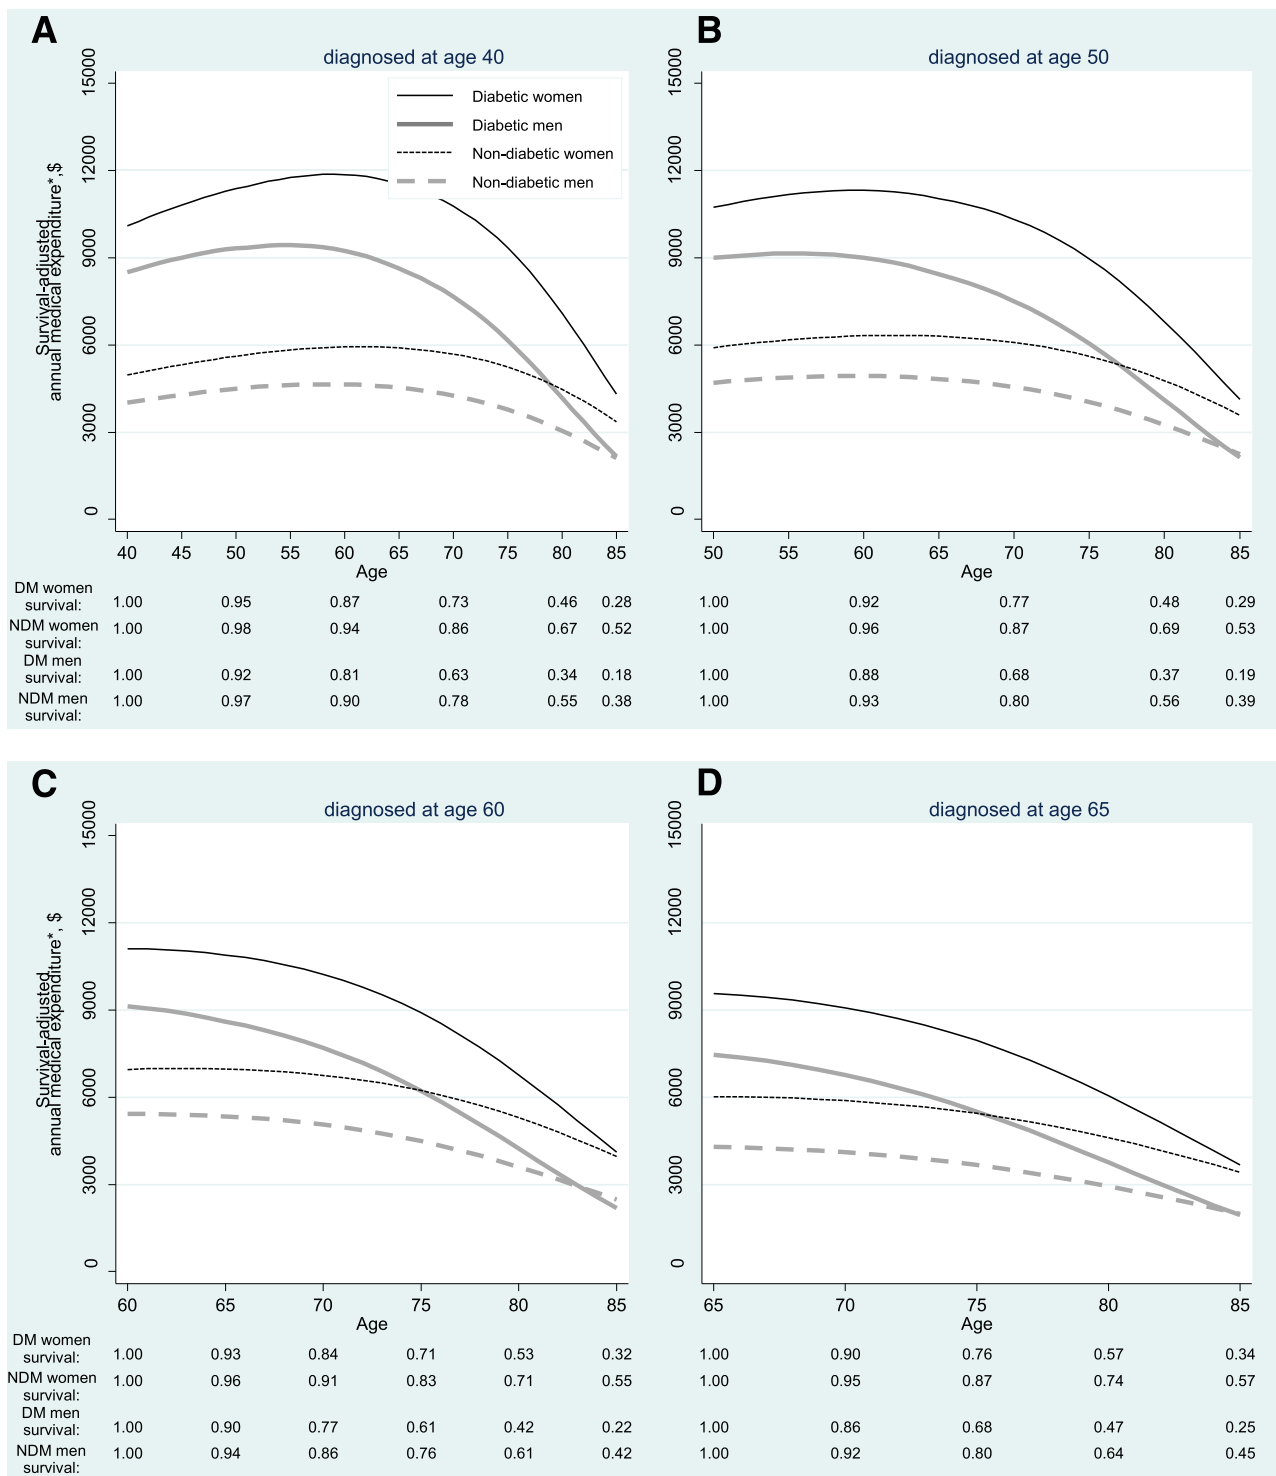 A
diagnosed at age 40
15000
12000
9000
6000
3000
0
Survival-adjusted
annual medical expenditure*,$
Diabetic women
Diabetic men
Non-diabetic women
Non-diabetic men
40 45 50 55 60 65 70 75 80 85
Age
DM women
survival: 1.00 0.95 0.87 0.73 0.46 0.28
NDM women
survival: 1.00 0.98 0.94 0.86 0.67 0.52
DM men
survival: 1.00 0.92 0.81 0.63 0.34 0.18
NDM men
survival: 1.00 0.97 0.90 0.78 0.55 0.38
B
diagnosed at age 50
15000
12000
9000
6000
3000
0
50 55 60 65 70 75 80 85
Age
1.00 0.92 0.77 0.48 0.29
1.00 0.96 0.87 0.69 0.53
1.00 0.88 0.68 0.37 0.19
1.00 0.93 0.80 0.56 0.39
C
diagnosed at age 60
15000
12000
9000
6000
3000
0
Survival-adjusted
annual medical expenditure*, $
60 65 70 75 80 85
Age
DM women
survival: 1.00 0.93 0.84 0.71 0.53 0.32
NDM women
survival: 1.00 0.96 0.91 0.83 0.71 0.55
DM men
survival: 1.00 0.90 0.77 0.61 0.42 0.22
NDM men
survival: 1.00 0.94 0.86 0.76 0.61 0.42
D
diagnosed at age 65
15000
12000
9000
6000
3000
0
65 70 75 80 85
Age
1.00 0.90 0.76 0.57 0.34
1.00 0.95 0.87 0.74 0.57
1.00 0.86 0.68 0.47 0.25
1.00 0.92 0.80 0.64 0.45